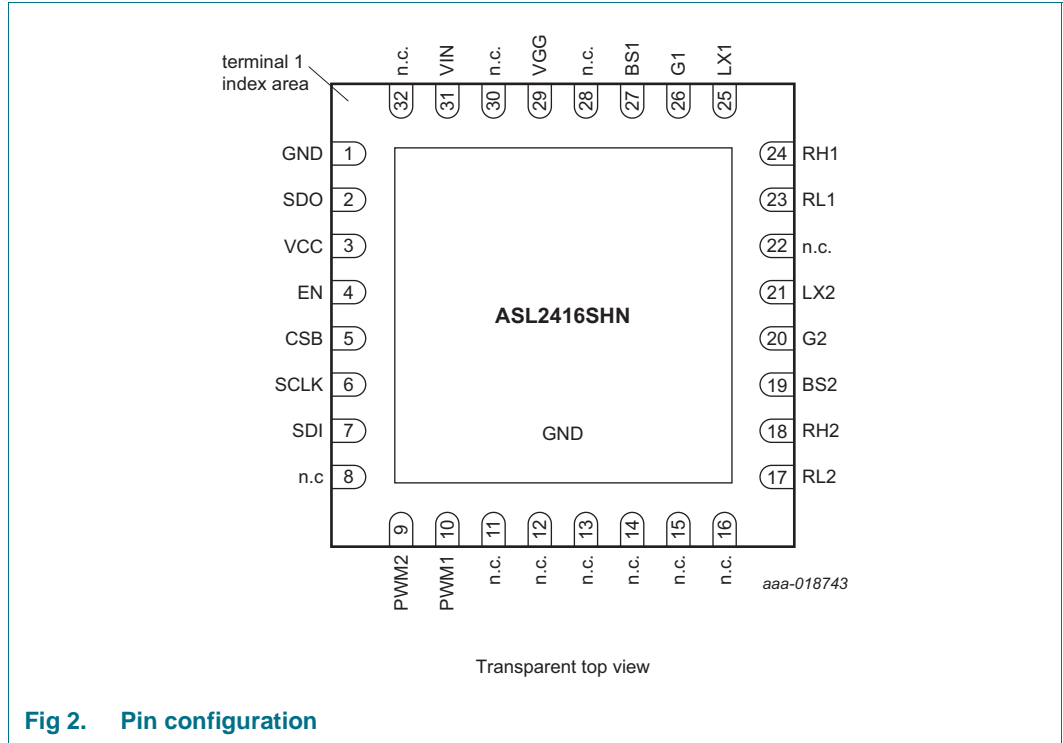 terminal 1
index area
n.c.
VIN
n.c.
VGG
n.c.
BS1
G1
LX1
32
31
30
29
28
27
26
25
GND 1
SDO 2
VCC 3
EN 4
CSB 5
SCLK 6
SDI 7
n.c 8
24 RH1
23 RL1
22 n.c.
21 LX2
20 G2
19 BS2
18 RH2
17 RL2
ASL2416SHN
GND
9
10
11
12
13
14
15
16
PWM2
PWM1
n.c.
n.c.
n.c.
n.c.
n.c.
n.c.
aaa-018743
Transparent top view
Fig 2. Pin configuration